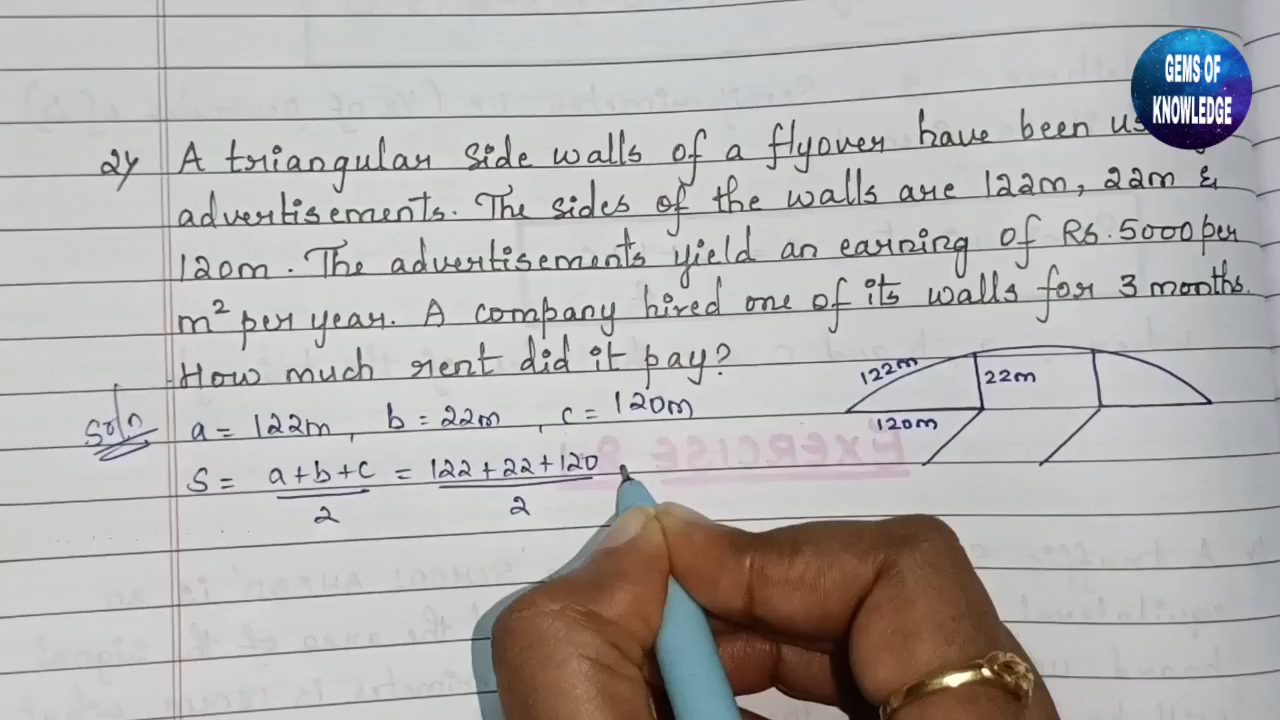 GEMS OF
KNOWLEDGE
2) A triangular side walls of a flyover have been
advertisements. The sides of the walls are 122m, 22m &
120m. The advertisements yield an earning of Rs. 5000 per
m² per year. A company hired one of its walls for 3 months.
How much rent did it pay?
122m
22m
120m
Soln a = 122m, b = 22m, c = 120m
S = a+b+c/2 = 122+22+120/2
EXERCISE